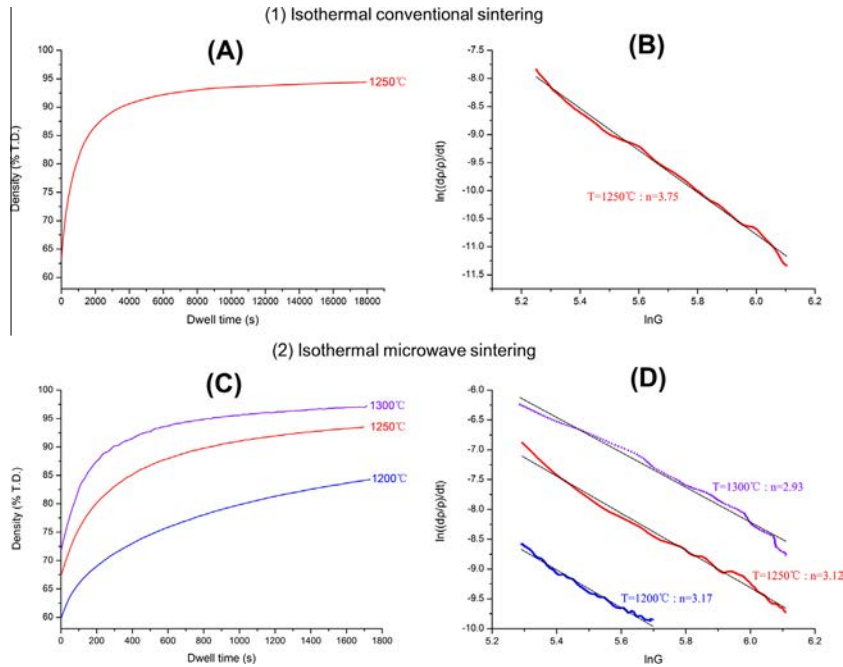 (1) Isothermal conventional sintering
(A)
100
95
90
85
80
75
70
65
60
Density (% T.D.)
1250℃
0 2000 4000 6000 8000 10000 12000 14000 16000 18000
Dwell time (s)
(B)
-7.5
-8.0
-8.5
-9.0
-9.5
-10.0
-10.5
-11.0
-11.5
ln((dρ/ρ)/dt)
T=1250℃: n=3.75
5.2 5.4 5.6 5.8 6.0 6.2
lnG
(2) Isothermal microwave sintering
(C)
100
95
90
85
80
75
70
65
60
Density (% T.D.)
1300℃
1250℃
1200℃
0 200 400 600 800 1000 1200 1400 1600 1800
Dwell time (s)
(D)
-6.0
-6.5
-7.0
-7.5
-8.0
-8.5
-9.0
-9.5
-10.0
ln((dρ/ρ)/dt)
T=1300℃ : n=2.93
T=1250℃ : n=3.12
T=1200℃ : n=3.17
5.2 5.4 5.6 5.8 6.0 6.2
lnG